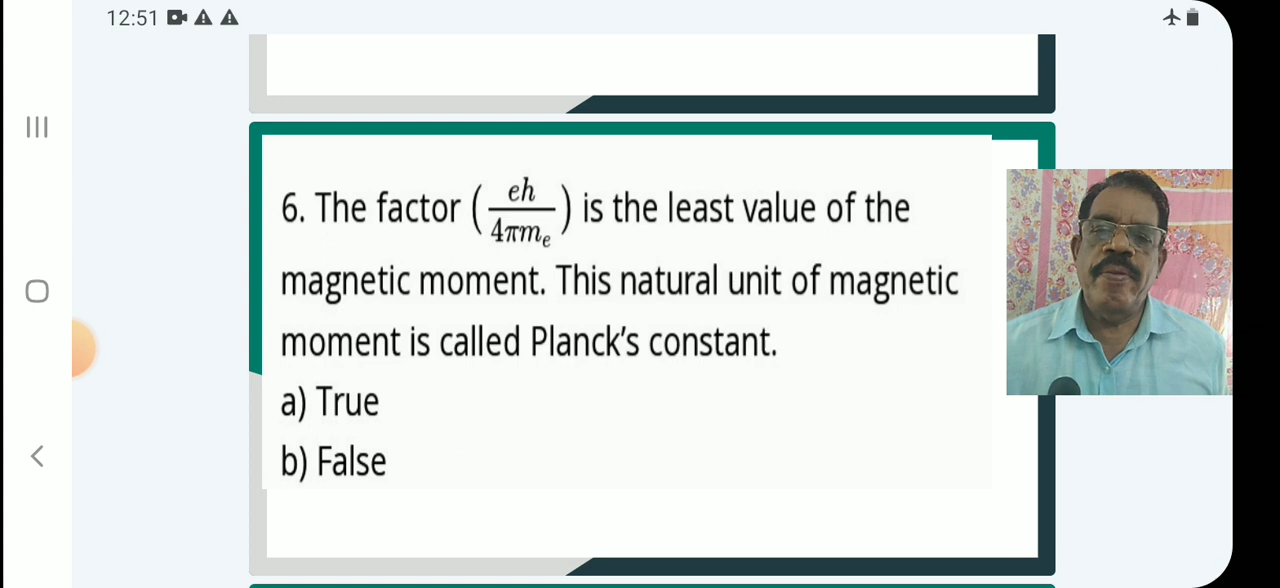 12:51
6. The factor (eh/4πmₑ) is the least value of the
magnetic moment. This natural unit of magnetic
moment is called Planck’s constant.
a) True
b) False